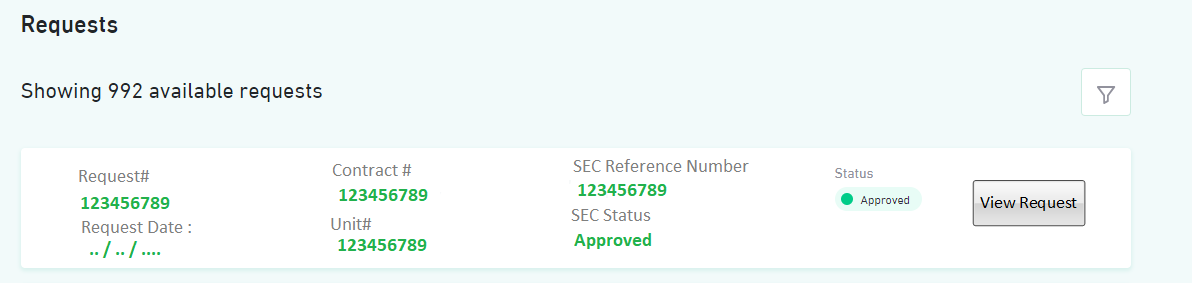 Requests
Showing 992 available requests
Request#
123456789
Request Date :
.. / .. / ....
Contract #
123456789
Unit#
123456789
SEC Reference Number
123456789
SEC Status
Approved
Status
Approved
View Request